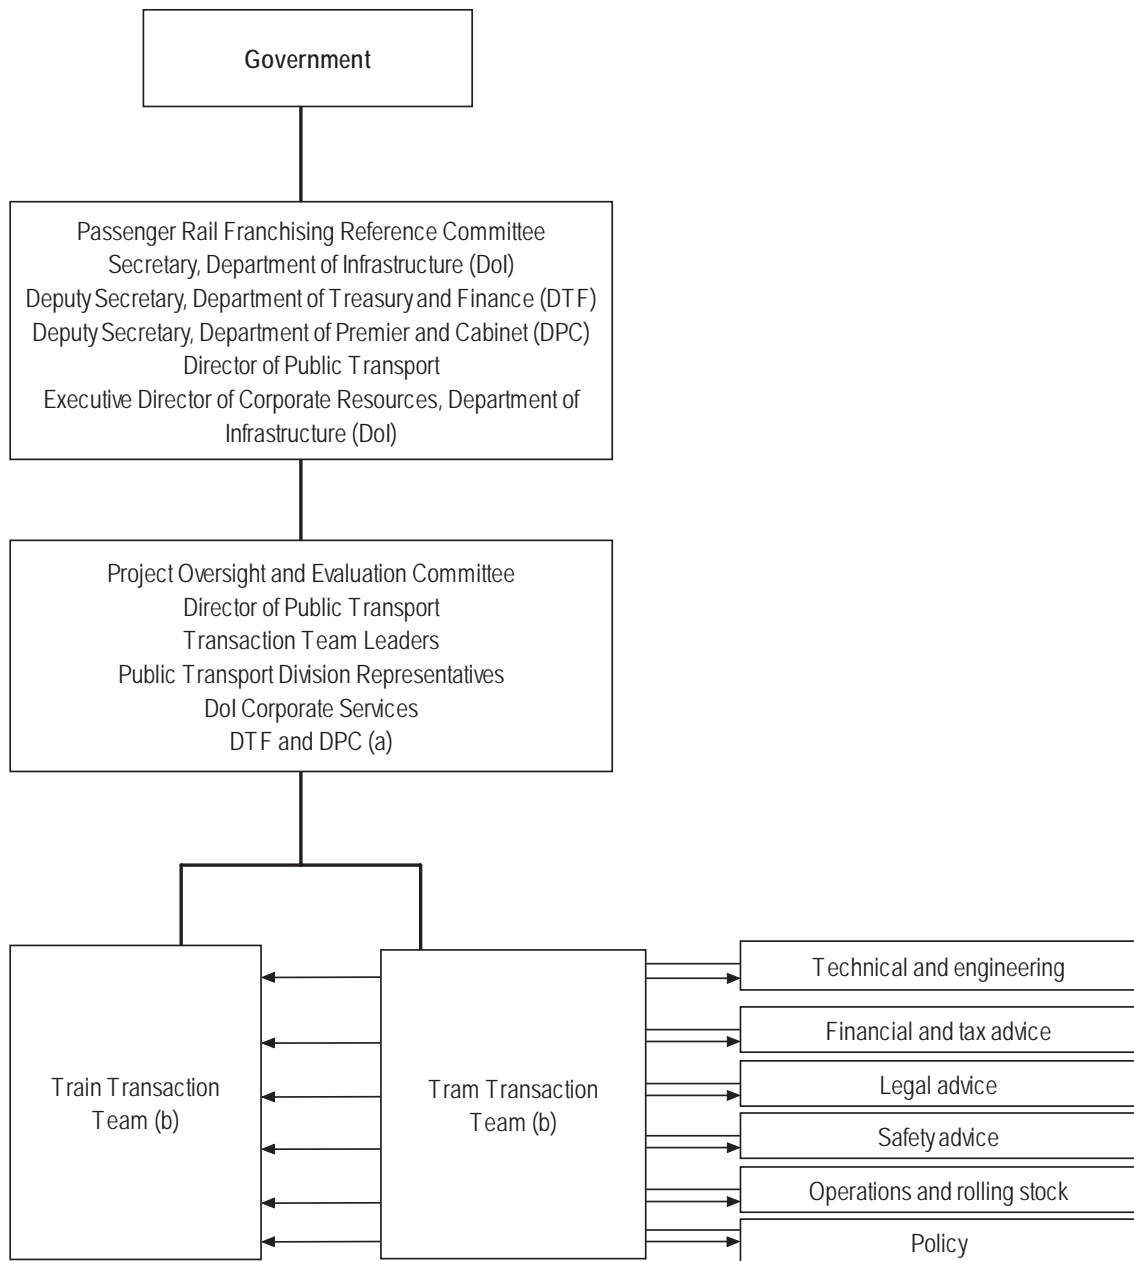 Government
Passenger Rail Franchising Reference Committee
Secretary, Department of Infrastructure (DoI)
Deputy Secretary, Department of Treasury and Finance (DTF)
Deputy Secretary, Department of Premier and Cabinet (DPC)
Director of Public Transport
Executive Director of Corporate Resources, Department of
Infrastructure (DoI)
Project Oversight and Evaluation Committee
Director of Public Transport
Transaction Team Leaders
Public Transport Division Representatives
DoI Corporate Services
DTF and DPC (a)
Train Transaction
Team (b)
Tram Transaction
Team (b)
Technical and engineering
Financial and tax advice
Legal advice
Safety advice
Operations and rolling stock
Policy